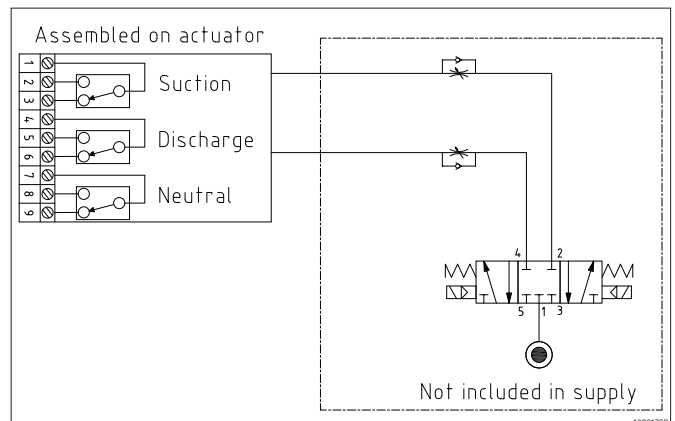 Assembled on actuator
1
2
3
4
5
6
7
8
9
Suction
Discharge
Neutral
4 2
5 1 3
Not included in supply